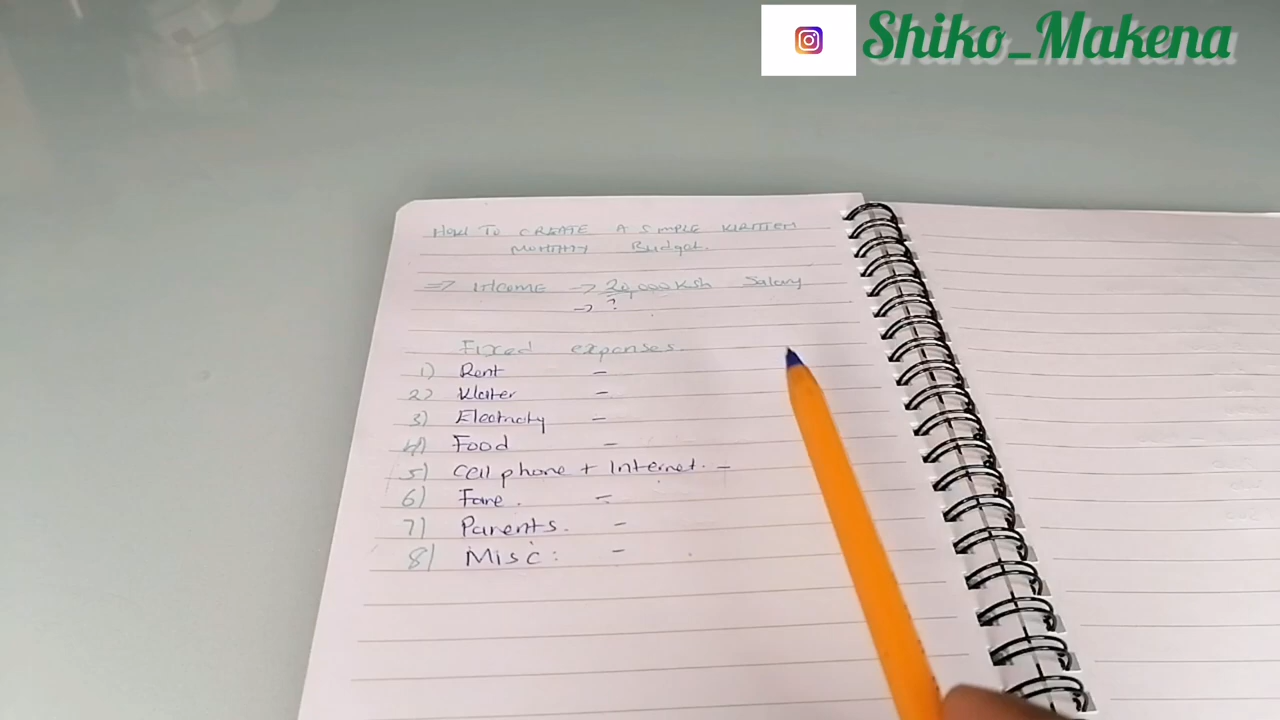 Shiko_Makena
HOW TO CREATE A SIMPLE WRITTEN
MONTHLY Budget.
=> INCOME -> 20,000 Ksh Salary
-> ?
Fixed expenses.
1) Rent -
2) Water -
3) Electricity -
4) Food -
5) Cell phone + Internet. -
6) Fare. -
7) Parents. -
8) Misc: -